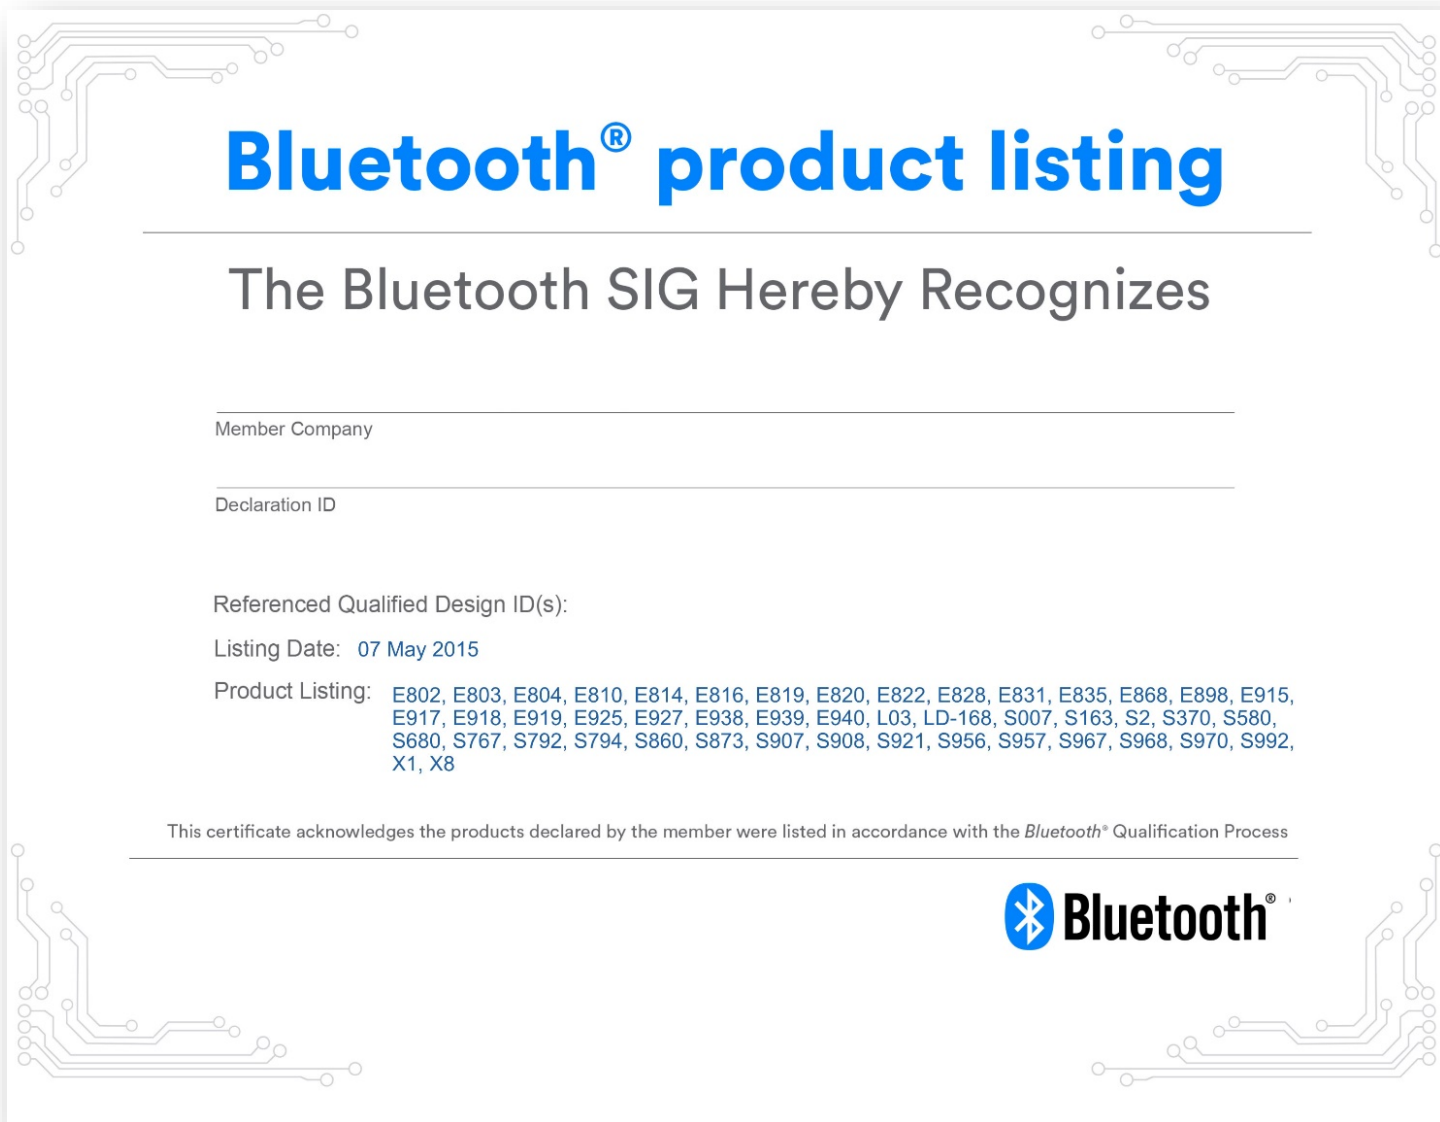 Bluetooth® product listing
The Bluetooth SIG Hereby Recognizes
Member Company
Declaration ID
Referenced Qualified Design ID(s):
Listing Date: 07 May 2015
Product Listing: E802, E803, E804, E810, E814, E816, E819, E820, E822, E828, E831, E835, E868, E898, E915,
E917, E918, E919, E925, E927, E938, E939, E940, L03, LD-168, S007, S163, S2, S370, S580,
S680, S767, S792, S794, S860, S873, S907, S908, S921, S956, S957, S967, S968, S970, S992,
X1, X8
This certificate acknowledges the products declared by the member were listed in accordance with the Bluetooth® Qualification Process
Bluetooth®